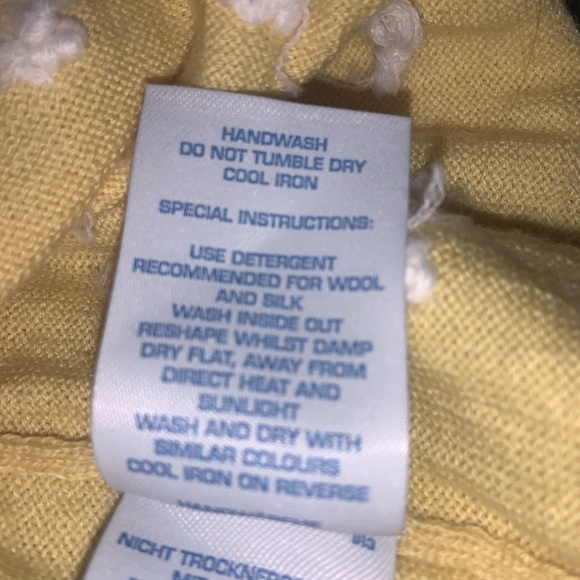 HANDWASH
DO NOT TUMBLE DRY
COOL IRON
SPECIAL INSTRUCTIONS:
USE DETERGENT
RECOMMENDED FOR WOOL
AND SILK
WASH INSIDE OUT
RESHAPE WHILST DAMP
DRY FLAT, AWAY FROM
DIRECT HEAT AND
SUNLIGHT
WASH AND DRY WITH
SIMILAR COLOURS
COOL IRON ON REVERSE
NICHT